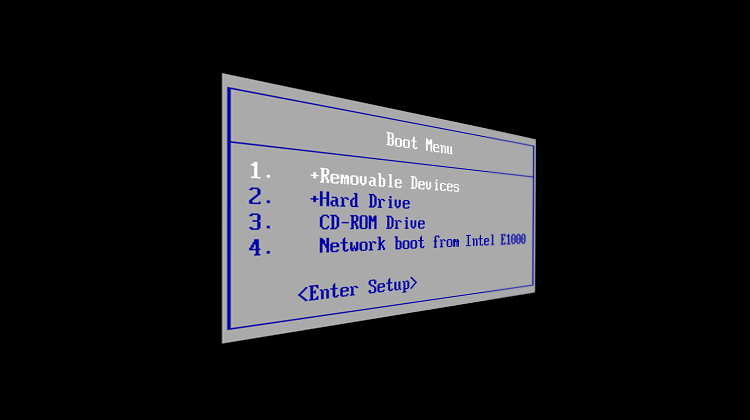 Boot Menu
1. +Removable Devices
2. +Hard Drive
3. CD-ROM Drive
4. Network boot from Intel E1000
<Enter Setup>